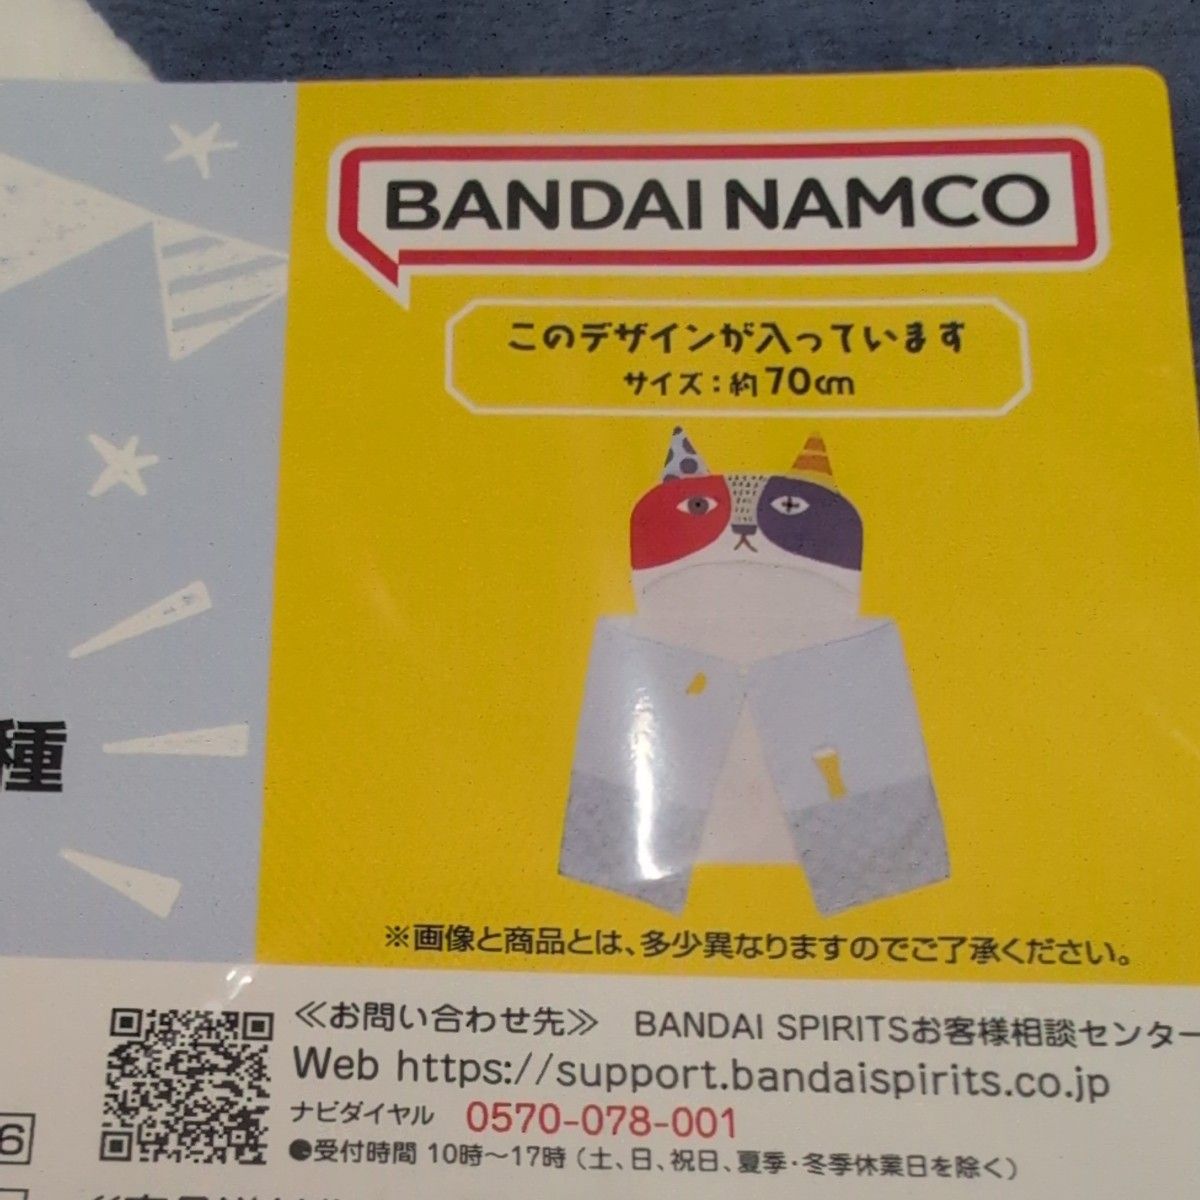 BANDAI NAMCO
このデザインが入っています
サイズ：約70cm
種
※画像と商品とは、多少異なりますのでご了承ください。
≪お問い合わせ先≫ BANDAI SPIRITSお客様相談センター
Web https://support.bandaispirits.co.jp
ナビダイヤル 0570-078-001
●受付時間 10時～17時（土、日、祝日、夏季・冬季休業日を除く）
6